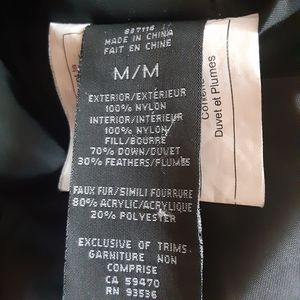 887116
MADE IN CHINA
FAIT EN CHINE
M/M
EXTERIOR/EXTÉRIEUR
100% NYLON
INTERIOR/INTÉRIEUR
100% NYLON
FILL/BOURRE
70% DOWN/DUVET
30% FEATHERS/PLUMES
FAUX FUR/SIMILI FOURRURE
80% ACRYLIC/ACRYLIQUE
20% POLYESTER
EXCLUSIVE OF TRIMS
GARNITURE NON
COMPRISE
CA 59470
RN 93536
Contient
Duvet et Plumes